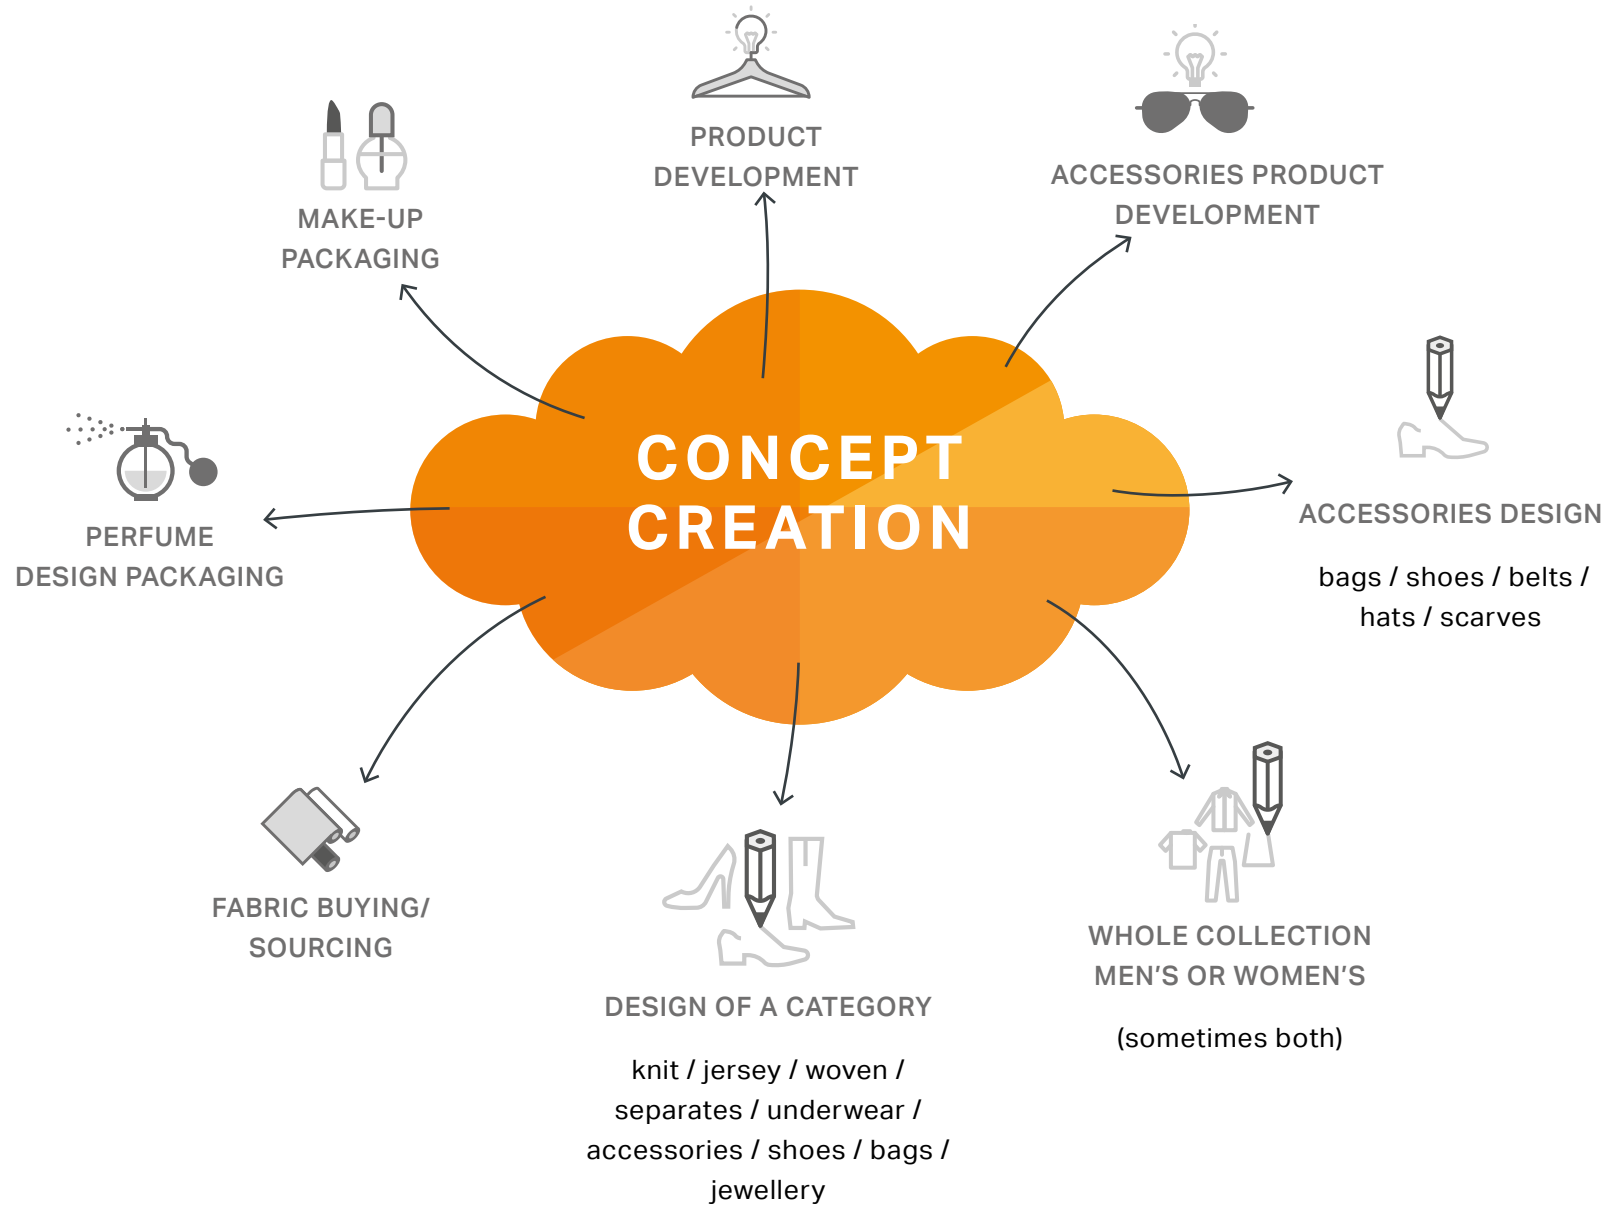 PRODUCT
DEVELOPMENT
ACCESSORIES PRODUCT
DEVELOPMENT
MAKE-UP
PACKAGING
CONCEPT
CREATION
ACCESSORIES DESIGN
bags / shoes / belts /
hats / scarves
PERFUME
DESIGN PACKAGING
FABRIC BUYING/
SOURCING
WHOLE COLLECTION
MEN’S OR WOMEN’S
(sometimes both)
DESIGN OF A CATEGORY
knit / jersey / woven /
separates / underwear /
accessories / shoes / bags /
jewellery